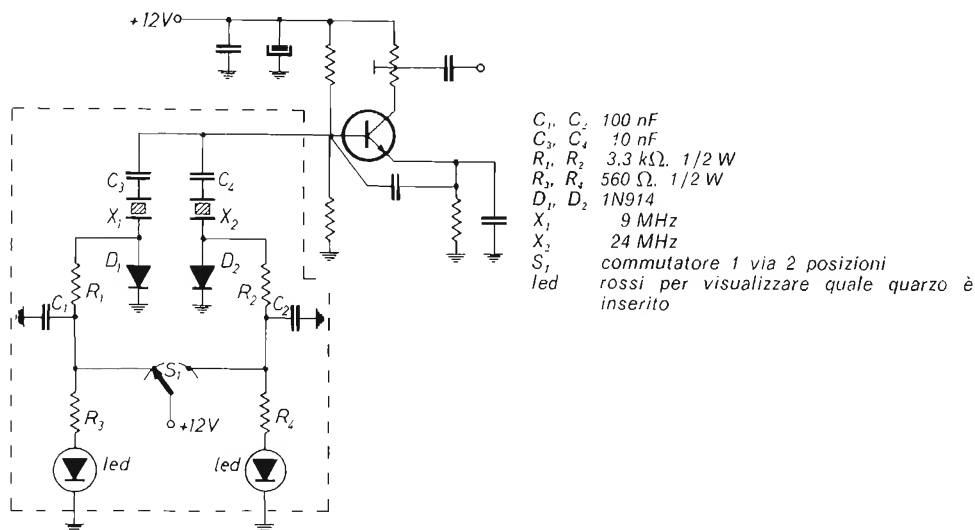 +12V
C₃
C₄
X₁
X₂
D₁
D₂
R₁
R₂
C₁
C₂
S₁
R₃
+12V
R₄
led
led
C₁, C₂ 100 nF
C₃, C₄ 10 nF
R₁, R₂ 3.3 kΩ. 1/2 W
R₃, R₄ 560 Ω. 1/2 W
D₁, D₂ 1N914
X₁ 9 MHz
X₂ 24 MHz
S₁ commutatore 1 via 2 posizioni
led rossi per visualizzare quale quarzo è
inserito